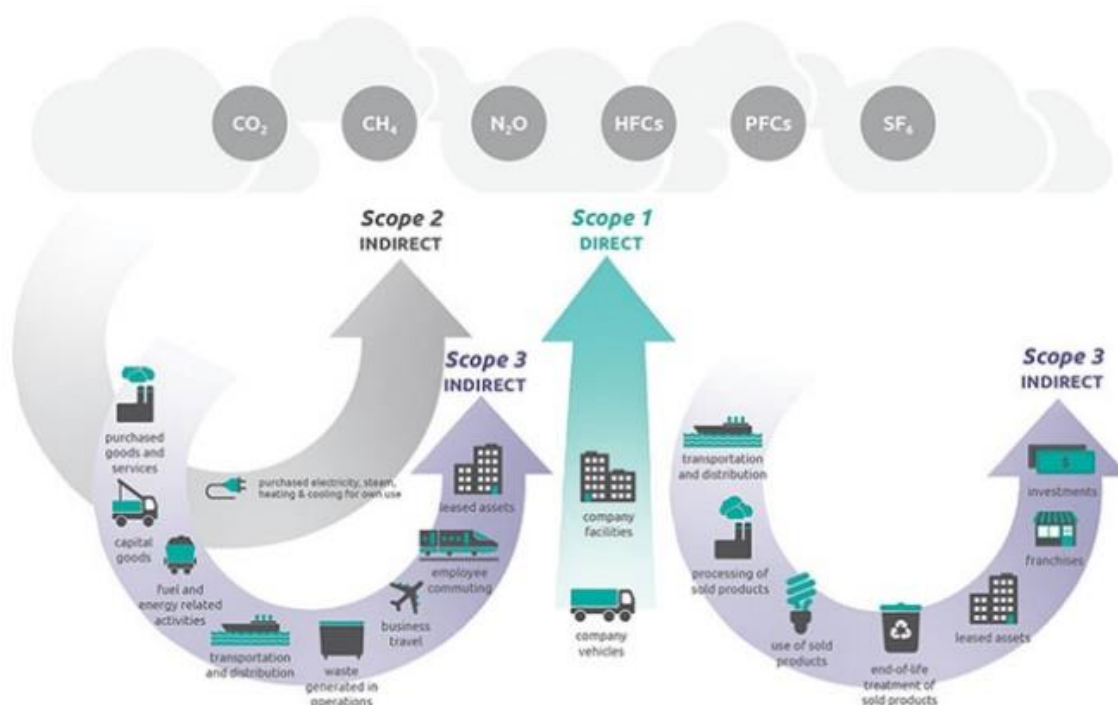 CO₂
CH₄
N₂O
HFCs
PFCs
SF₆
Scope 2
INDIRECT
Scope 1
DIRECT
Scope 3
INDIRECT
Scope 3
INDIRECT
purchased
goods and
services
capital
goods
fuel and
energy related
activities
transportation
and distribution
waste
generated in
operations
business
travel
employee
commuting
leased assets
purchased electricity, steam,
heating & cooling for own use
company
facilities
company
vehicles
transportation
and distribution
processing of
sold products
use of sold
products
end-of-life
treatment of
sold products
leased assets
franchises
investments
$